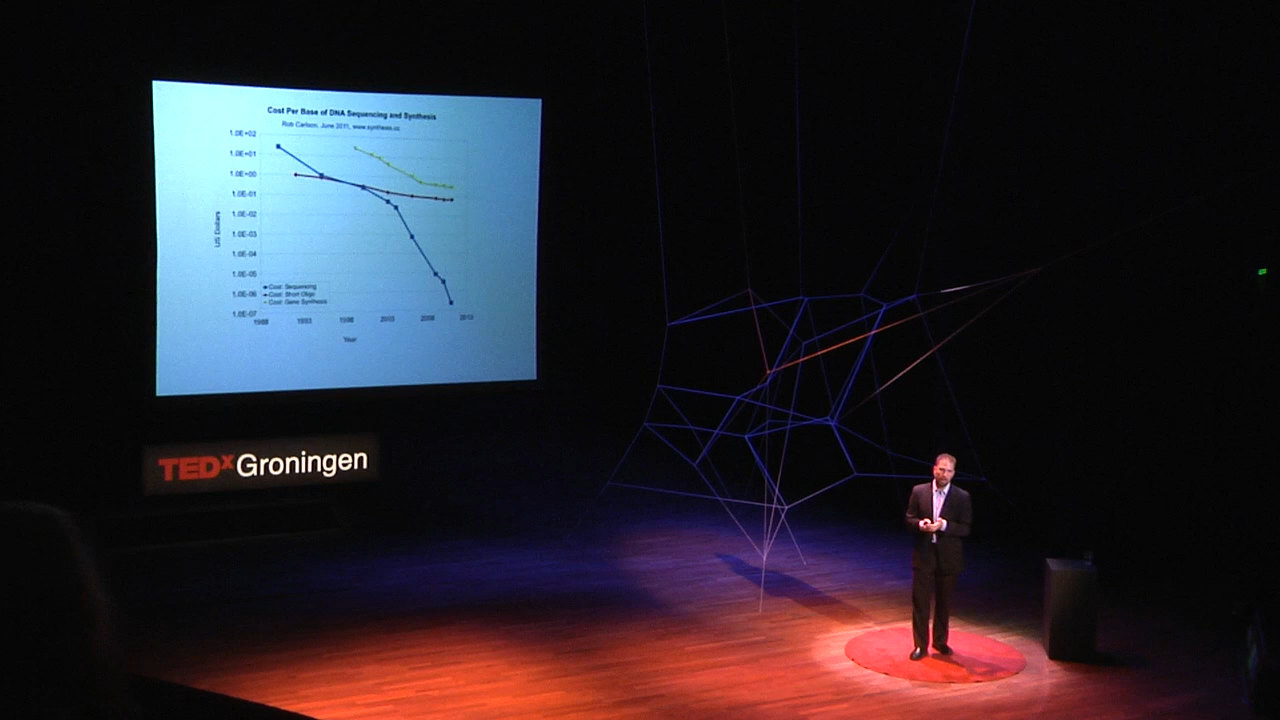 Cost Per Base of DNA Sequencing and Synthesis
Rob Carlson, June 2011, www.synthesis.cc
1.0E+02
1.0E+01
1.0E+00
1.0E-01
1.0E-02
1.0E-03
1.0E-04
1.0E-05
1.0E-06
1.0E-07
US Dollars
Cost: Sequencing
Cost: Short Oligo
Cost: Gene Synthesis
1988 1993 1998 2003 2008 2013
Year
TEDxGroningen